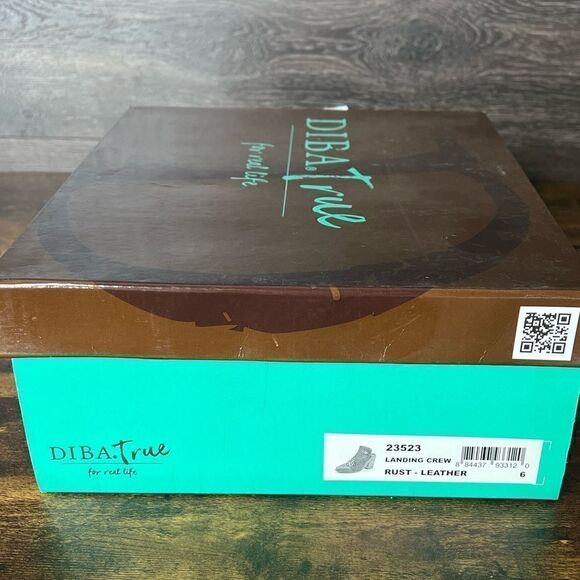 DIBA.True
for real life
DIBA.True
for real life
23523
LANDING CREW
RUST - LEATHER
8 84437 93312 0
6